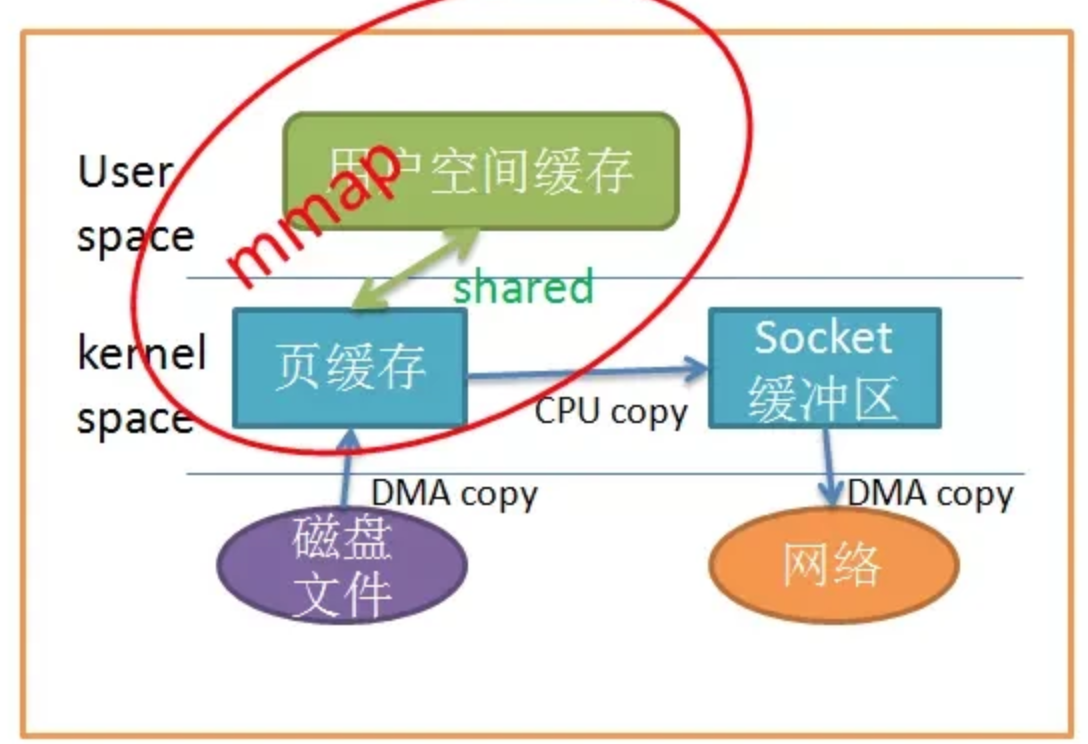 User
space
用户空间缓存
mmap
shared
kernel
space
页缓存
CPU copy
Socket
缓冲区
DMA copy
DMA copy
磁盘
文件
网络